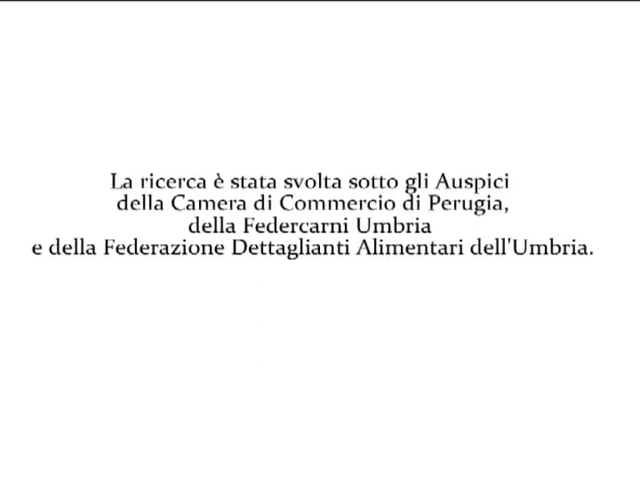 La ricerca è stata svolta sotto gli Auspici
della Camera di Commercio di Perugia,
della Federcarni Umbria
e della Federazione Dettaglianti Alimentari dell'Umbria.